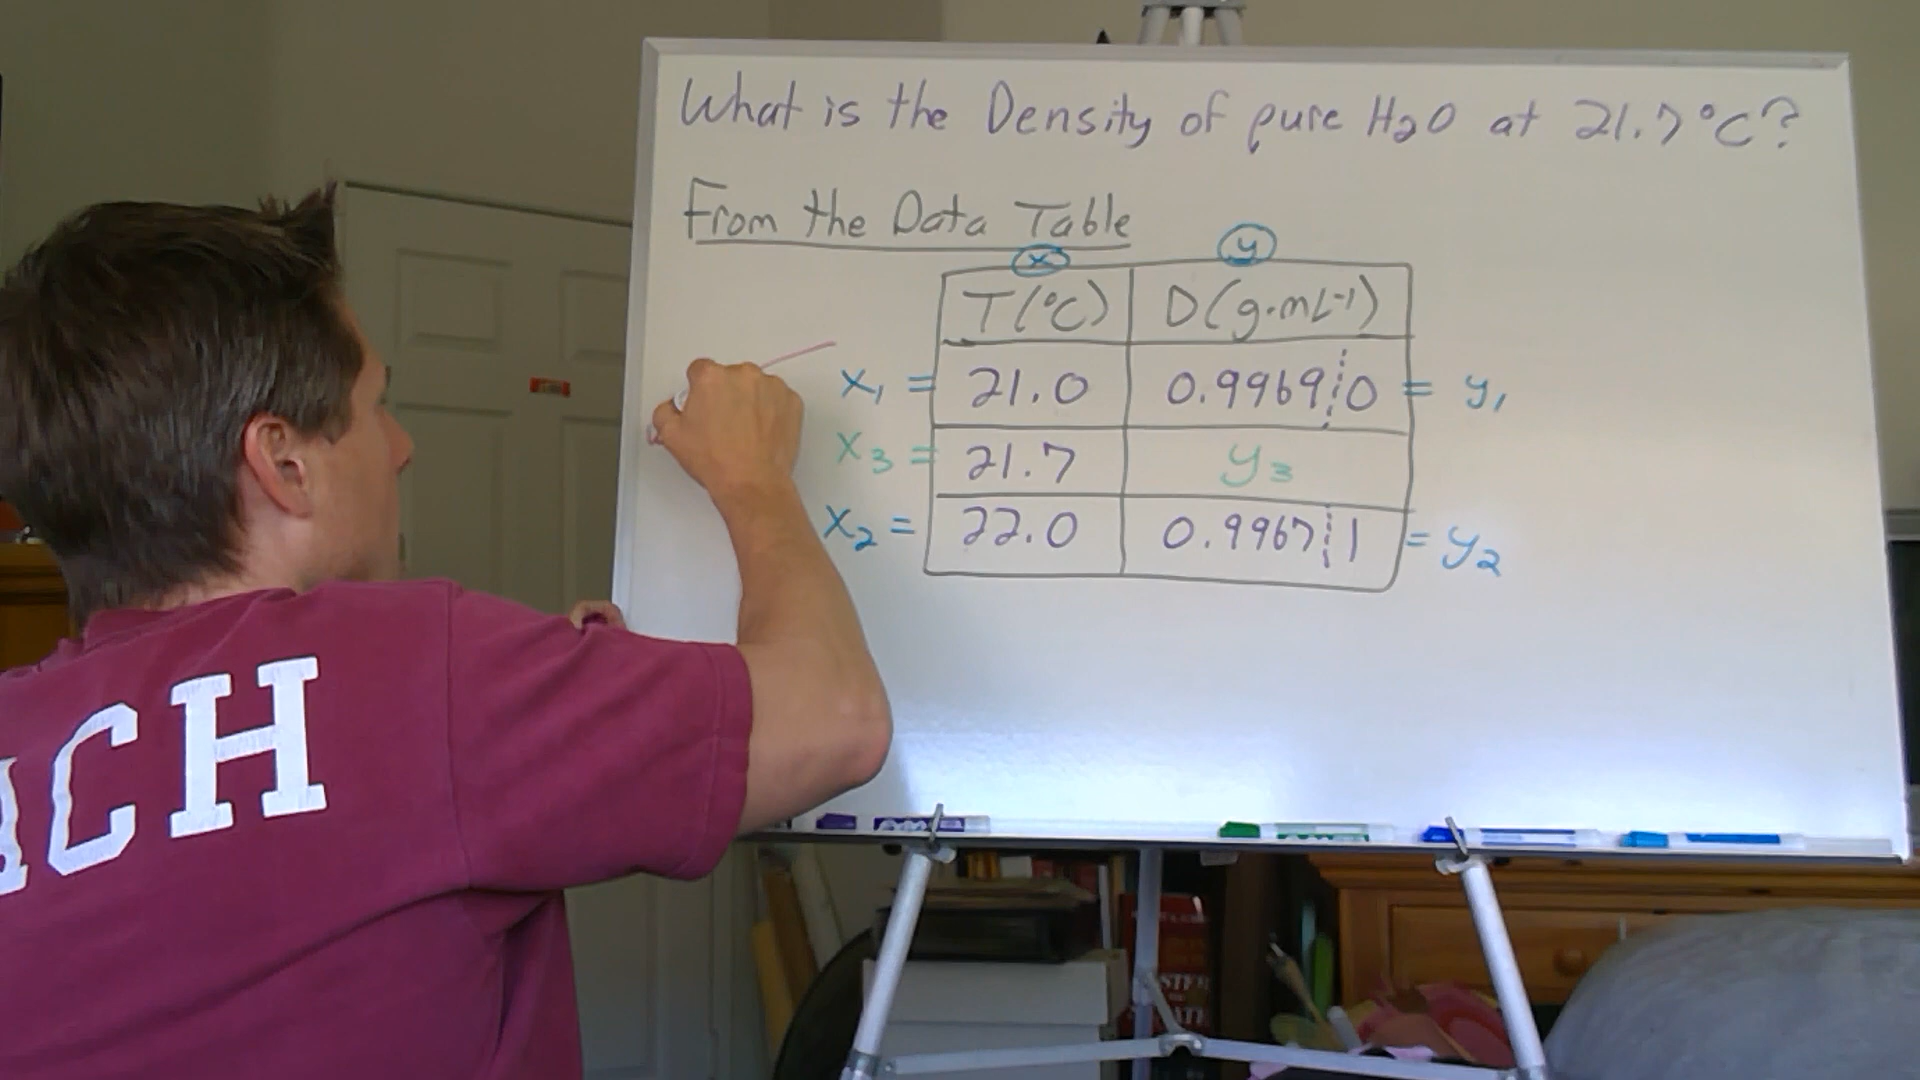 What is the Density of pure H2O at 21.7°C?
From the Data Table
x y
T(°C) D(g·mL-1)
x1 = 21.0 0.9969¦0 = y1
x3 = 21.7 y3
x2 = 22.0 0.9967¦1 = y2
CH